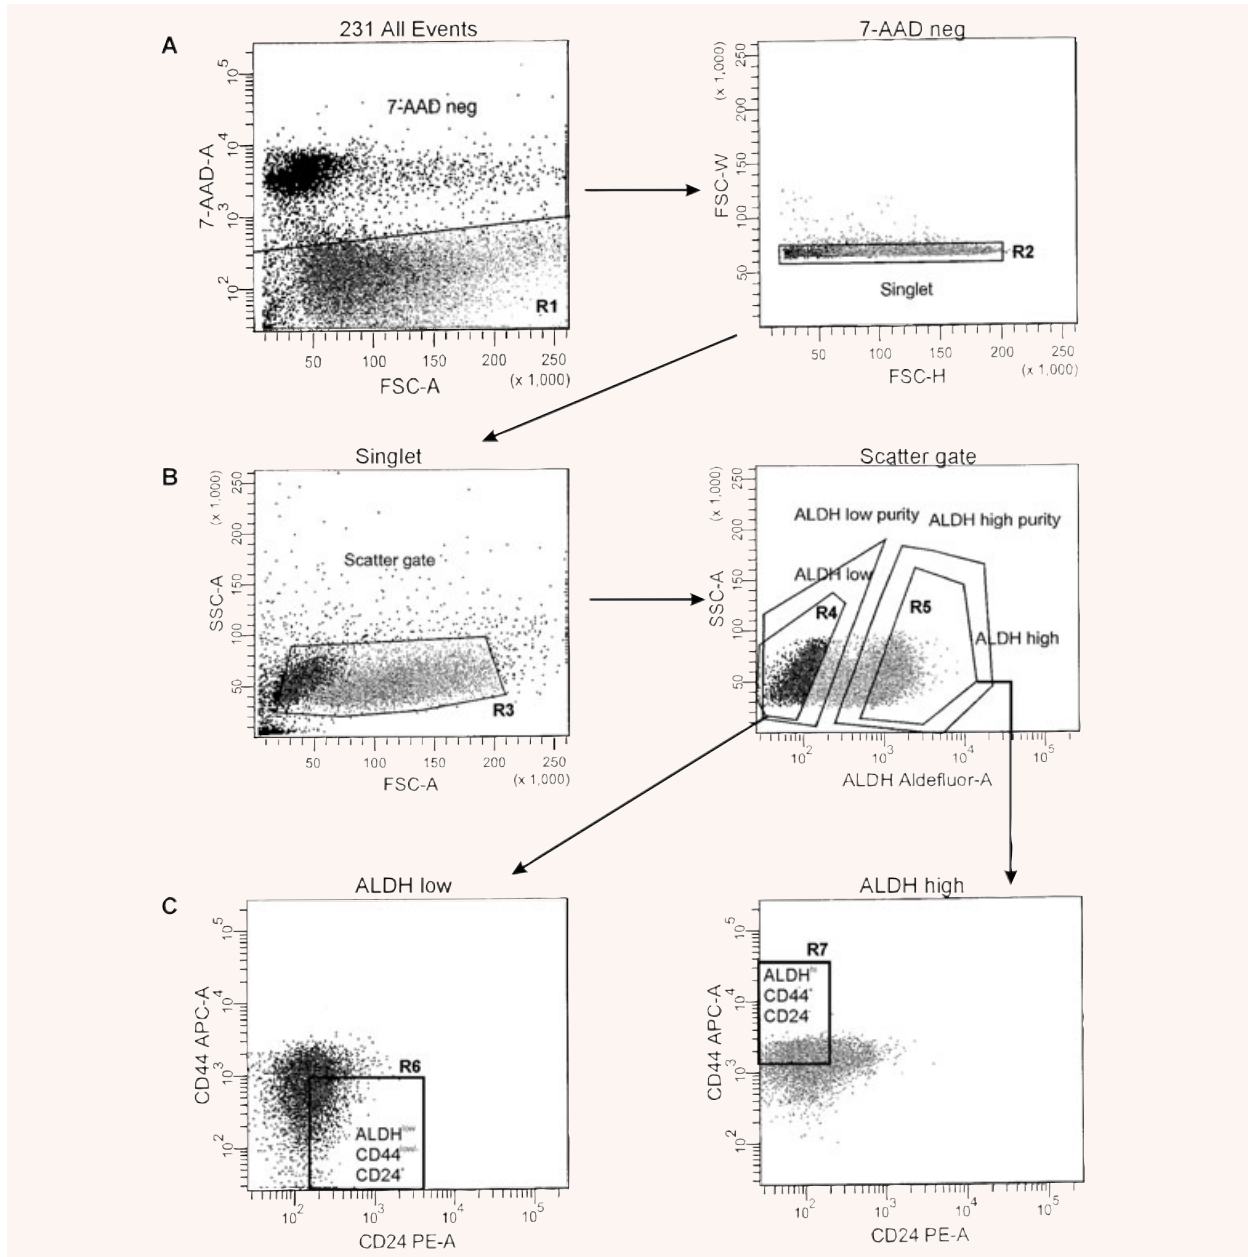 A
231 All Events
7-AAD neg
7-AAD-A
10^5
10^4
10^3
10^2
R1
50 100 150 200 250
FSC-A
(x 1,000)
7-AAD neg
(x 1,000)
FSC-W
250
200
150
100
50
R2
Singlet
50 100 150 200 250
FSC-H
(x 1,000)
B
Singlet
(x 1,000)
SSC-A
250
200
150
100
50
Scatter gate
R3
50 100 150 200 250
FSC-A
(x 1,000)
Scatter gate
(x 1,000)
SSC-A
250
200
150
100
50
ALDH low purity
ALDH high purity
ALDH low
R4
R5
ALDH high
10^2 10^3 10^4 10^5
ALDH Aldefluor-A
C
ALDH low
CD44 APC-A
10^5
10^4
10^3
10^2
R6
ALDH^low
CD44^low/-
CD24^+
10^2 10^3 10^4 10^5
CD24 PE-A
ALDH high
CD44 APC-A
10^5
10^4
10^3
10^2
R7
ALDH^hi
CD44^+
CD24^-
10^2 10^3 10^4 10^5
CD24 PE-A